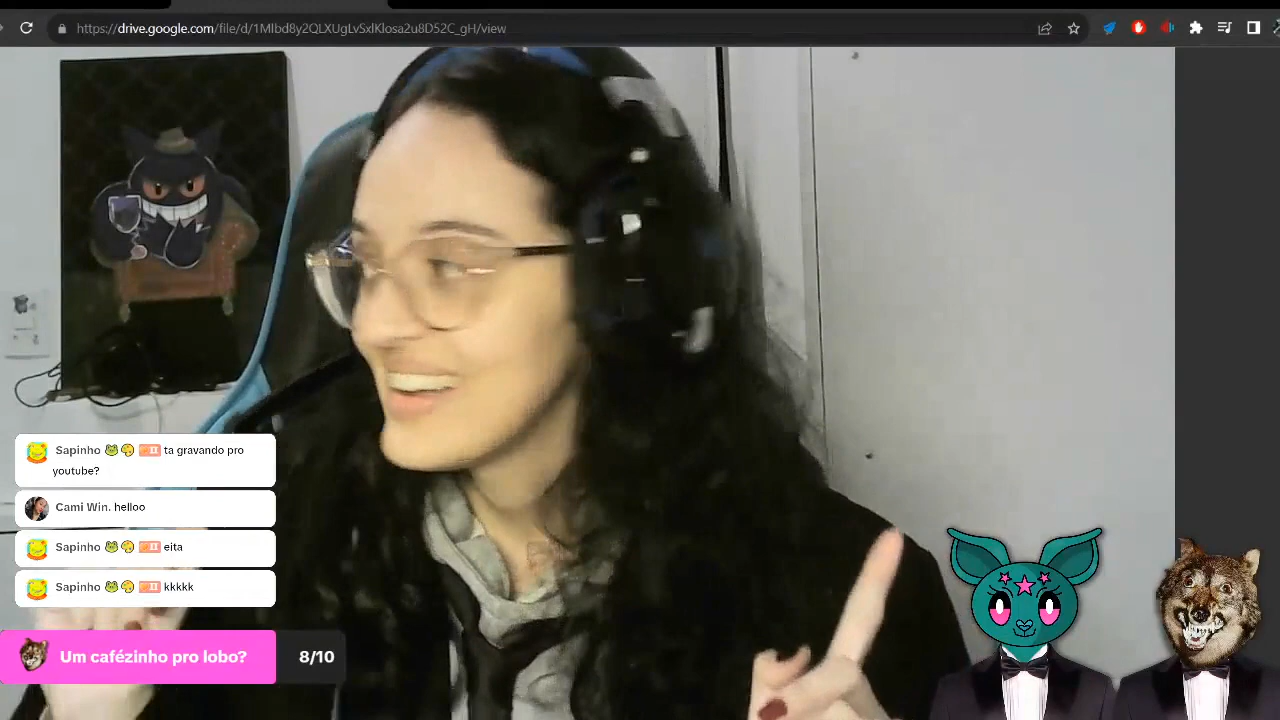 https://drive.google.com/file/d/1MIbd8y2QLXUgLvSxlKlosa2u8D52C_gH/view
Sapinho ta gravando pro
youtube?
Cami Win. helloo
Sapinho eita
Sapinho kkkkk
Um cafézinho pro lobo? 8/10